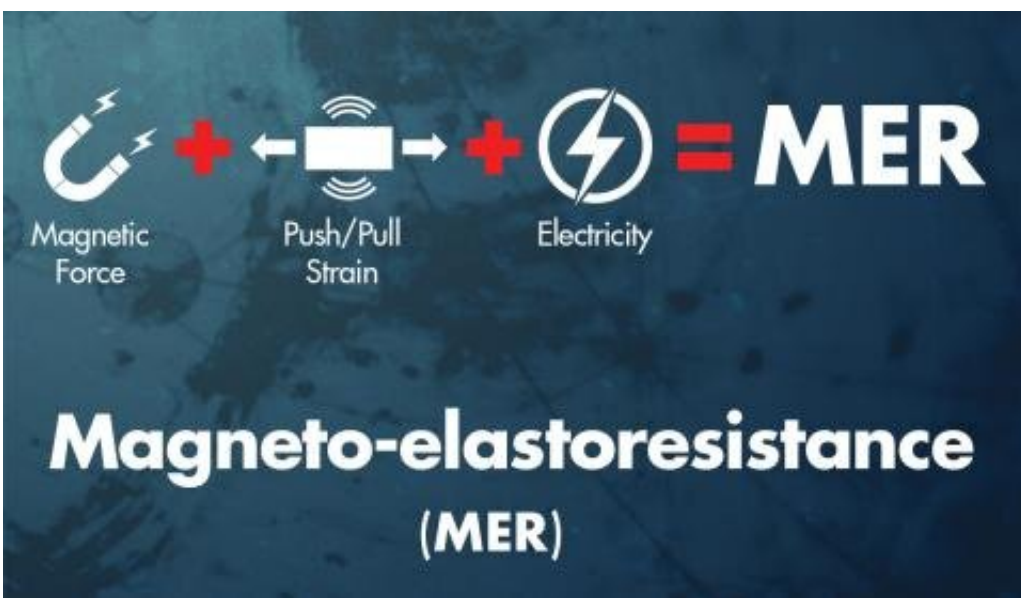 MER
Magnetic
Force
Push/Pull
Strain
Electricity
Magneto-elastoresistance
(MER)